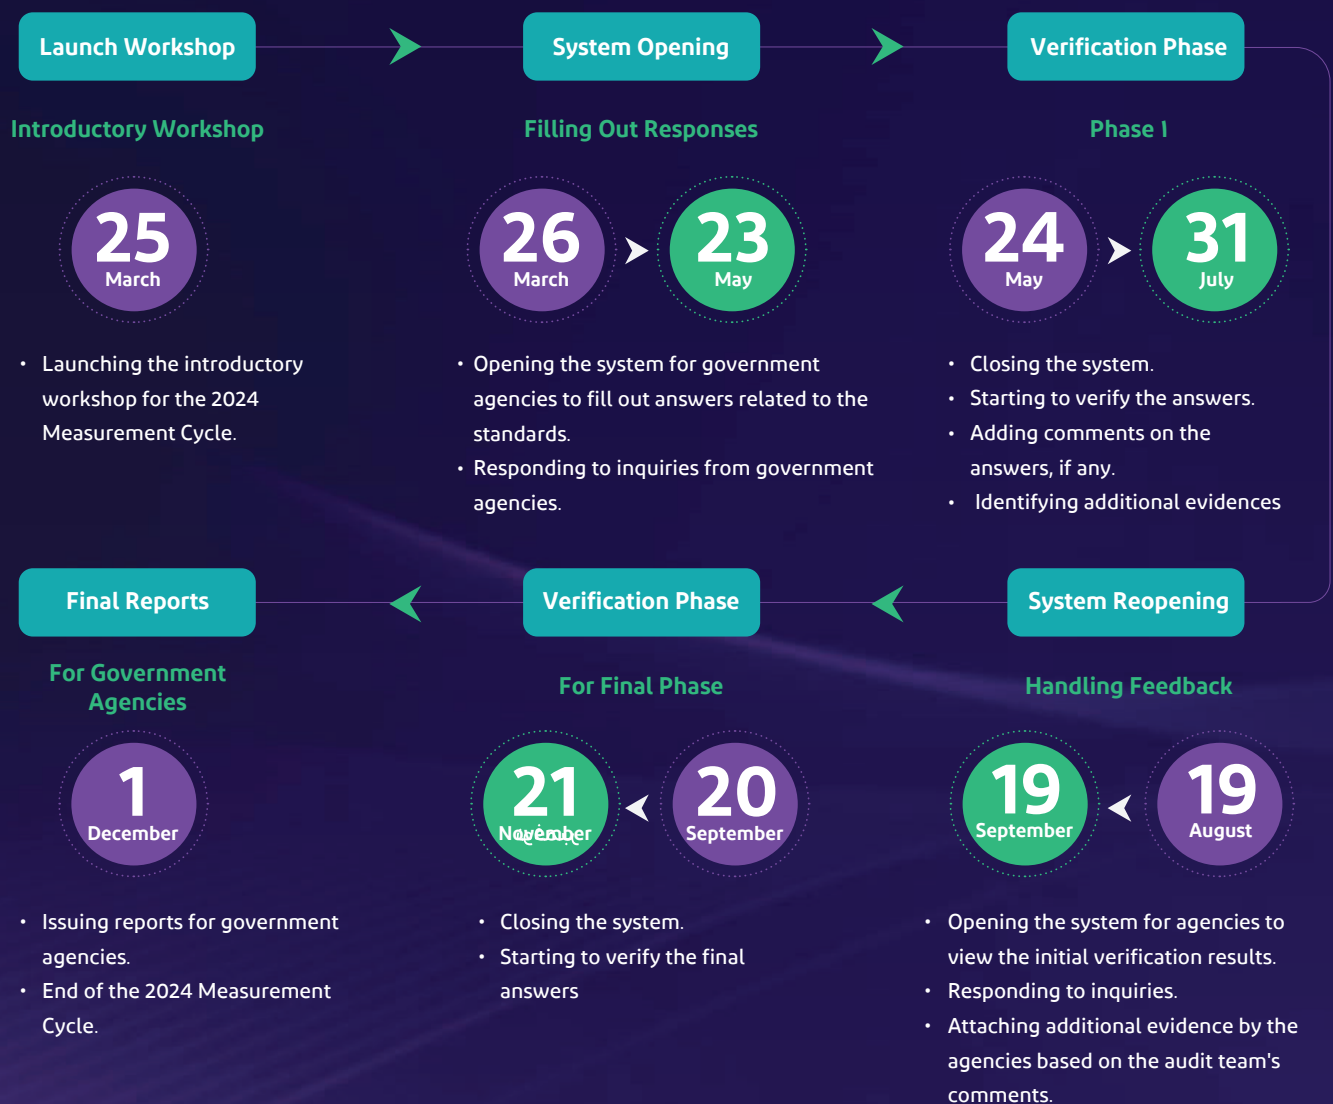 Launch Workshop
System Opening
Verification Phase
Introductory Workshop
Filling Out Responses
Phase 1
25
March
26
March
23
May
24
May
31
July
• Launching the introductory
workshop for the 2024
Measurement Cycle.
• Opening the system for government
agencies to fill out answers related to the
standards.
• Responding to inquiries from government
agencies.
• Closing the system.
• Starting to verify the answers.
• Adding comments on the
answers, if any.
• Identifying additional evidences
System Reopening
Verification Phase
Final Reports
Handling Feedback
For Final Phase
For Government
Agencies
19
August
19
September
20
September
21
November
1
December
• Opening the system for agencies to
view the initial verification results.
• Responding to inquiries.
• Attaching additional evidence by the
agencies based on the audit team's
comments.
• Closing the system.
• Starting to verify the final
answers
• Issuing reports for government
agencies.
• End of the 2024 Measurement
Cycle.